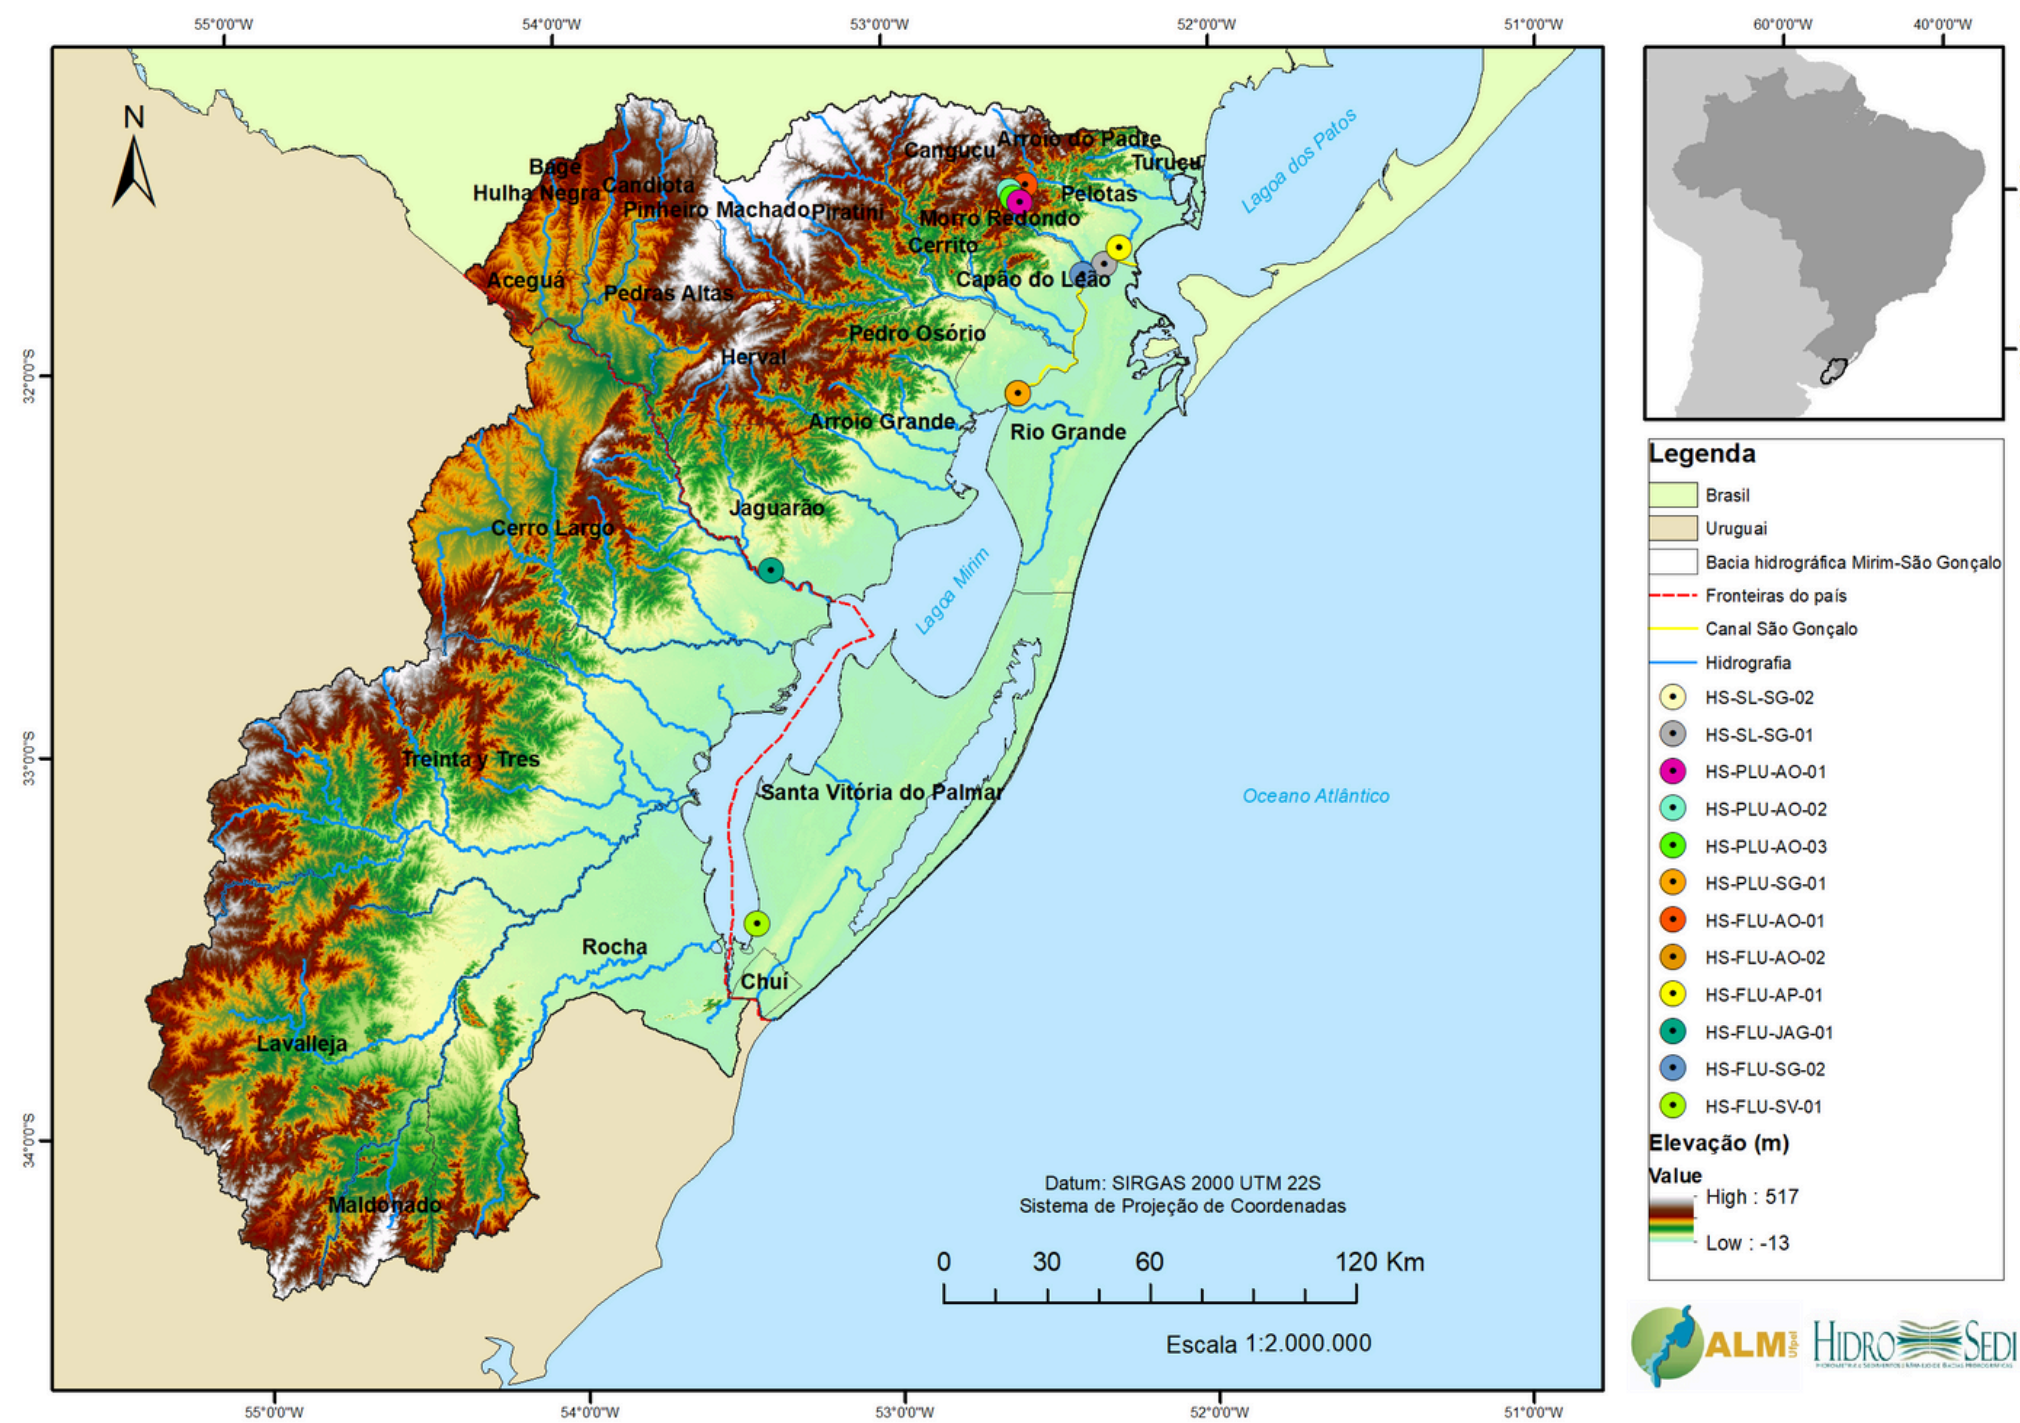 55°0'0"W 54°0'0"W 53°0'0"W 52°0'0"W 51°0'0"W
60°0'0"W 40°0'0"W
N
Lagoa dos Patos
Arroio do Padre
Canguçu
Turuçu
Bagé
Hulha Negra
Candiota
Pelotas
Pinheiro Machado
Piratini
Morro Redondo
Cerrito
Aceguá
Pedras Altas
Capão do Leão
Pedro Osório
Herval
32°0'0"S
Arroio Grande
Rio Grande
Jaguarão
Cerro Largo
Lagoa Mirim
33°0'0"S
Treinta y Tres
Santa Vitória do Palmar
Oceano Atlântico
Rocha
Chuí
Lavalleja
34°0'0"S
Maldonado
Datum: SIRGAS 2000 UTM 22S
Sistema de Projeção de Coordenadas
0 30 60 120 Km
Escala 1:2.000.000
55°0'0"W 54°0'0"W 53°0'0"W 52°0'0"W 51°0'0"W
Legenda
Brasil
Uruguai
Bacia hidrográfica Mirim-São Gonçalo
Fronteiras do país
Canal São Gonçalo
Hidrografia
HS-SL-SG-02
HS-SL-SG-01
HS-PLU-AO-01
HS-PLU-AO-02
HS-PLU-AO-03
HS-PLU-SG-01
HS-FLU-AO-01
HS-FLU-AO-02
HS-FLU-AP-01
HS-FLU-JAG-01
HS-FLU-SG-02
HS-FLU-SV-01
Elevação (m)
Value
High : 517
Low : -13
ALM Ufpel
HIDROSEDI